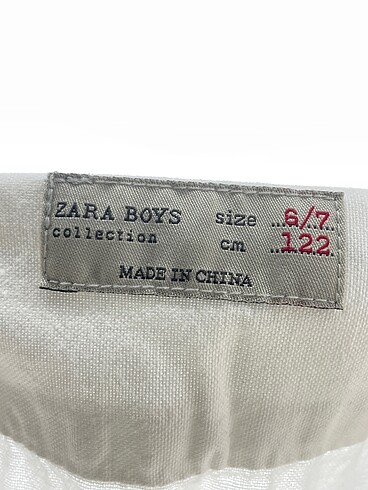 ZARA BOYS size ..6/7
collection cm ..122..
MADE IN CHINA